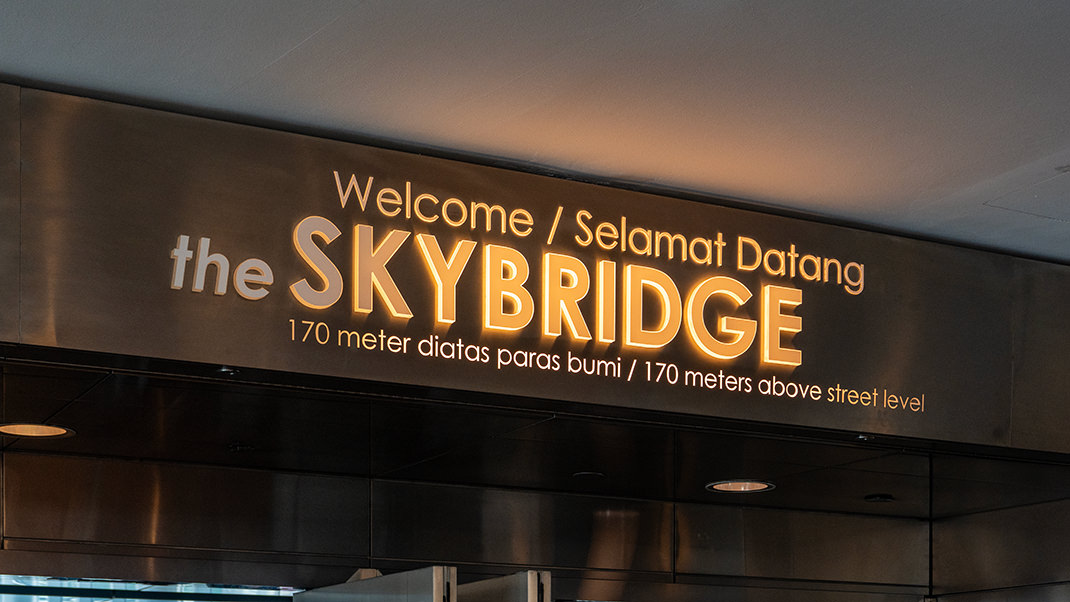 Welcome / Selamat Datang
the SKYBRIDGE
170 meter diatas paras bumi / 170 meters above street level